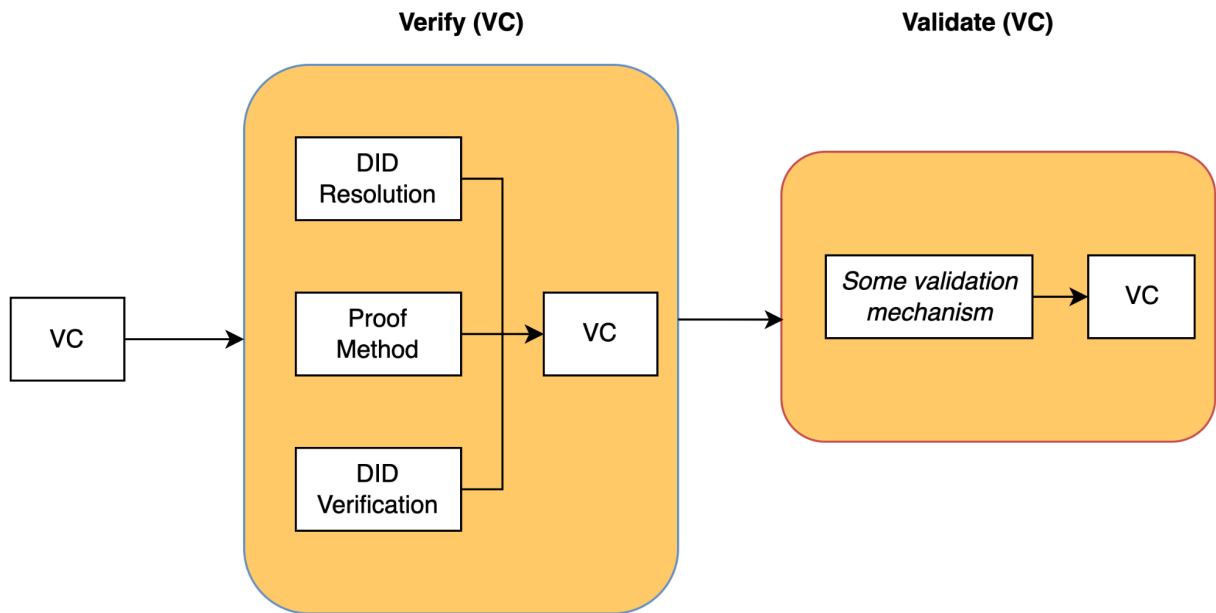 Verify (VC)
Validate (VC)
VC
DID
Resolution
Proof
Method
DID
Verification
VC
Some validation
mechanism
VC